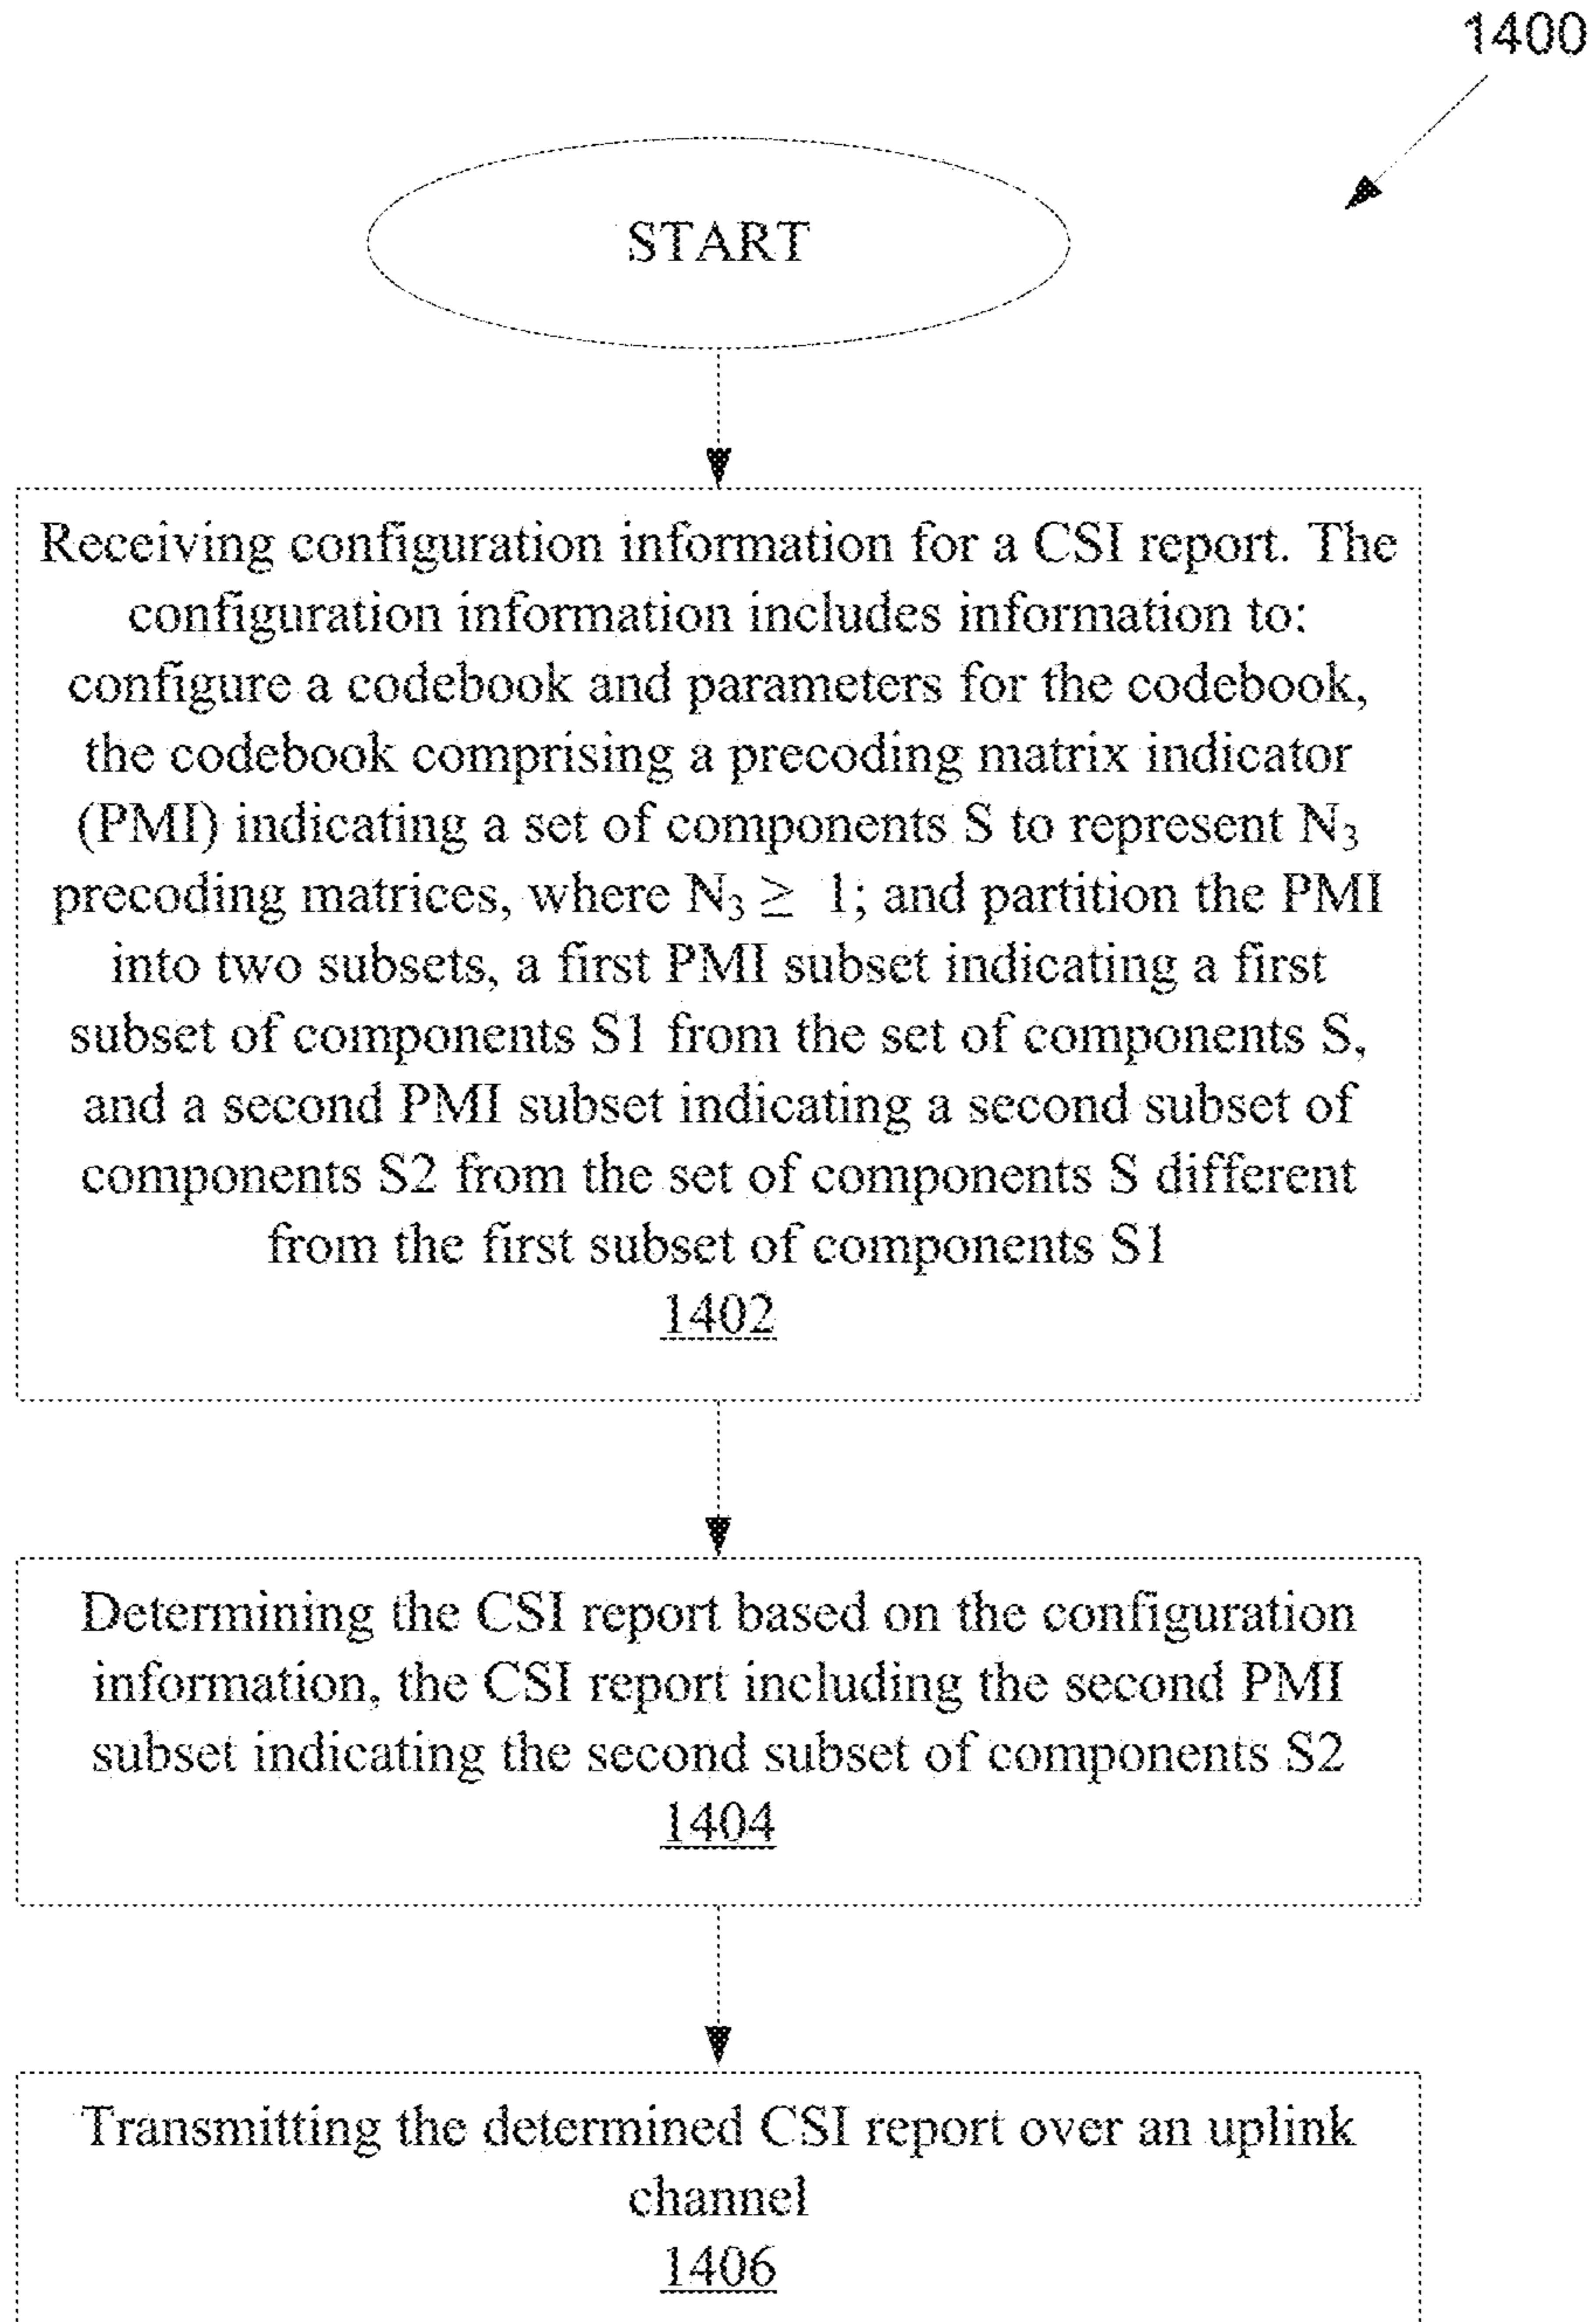 1400
START
Receiving configuration information for a CSI report. The
configuration information includes information to:
configure a codebook and parameters for the codebook,
the codebook comprising a precoding matrix indicator
(PMI) indicating a set of components S to represent N₃
precoding matrices, where N₃ ≥ 1; and partition the PMI
into two subsets, a first PMI subset indicating a first
subset of components S1 from the set of components S,
and a second PMI subset indicating a second subset of
components S2 from the set of components S different
from the first subset of components S1
1402
Determining the CSI report based on the configuration
information, the CSI report including the second PMI
subset indicating the second subset of components S2
1404
Transmitting the determined CSI report over an uplink
channel
1406